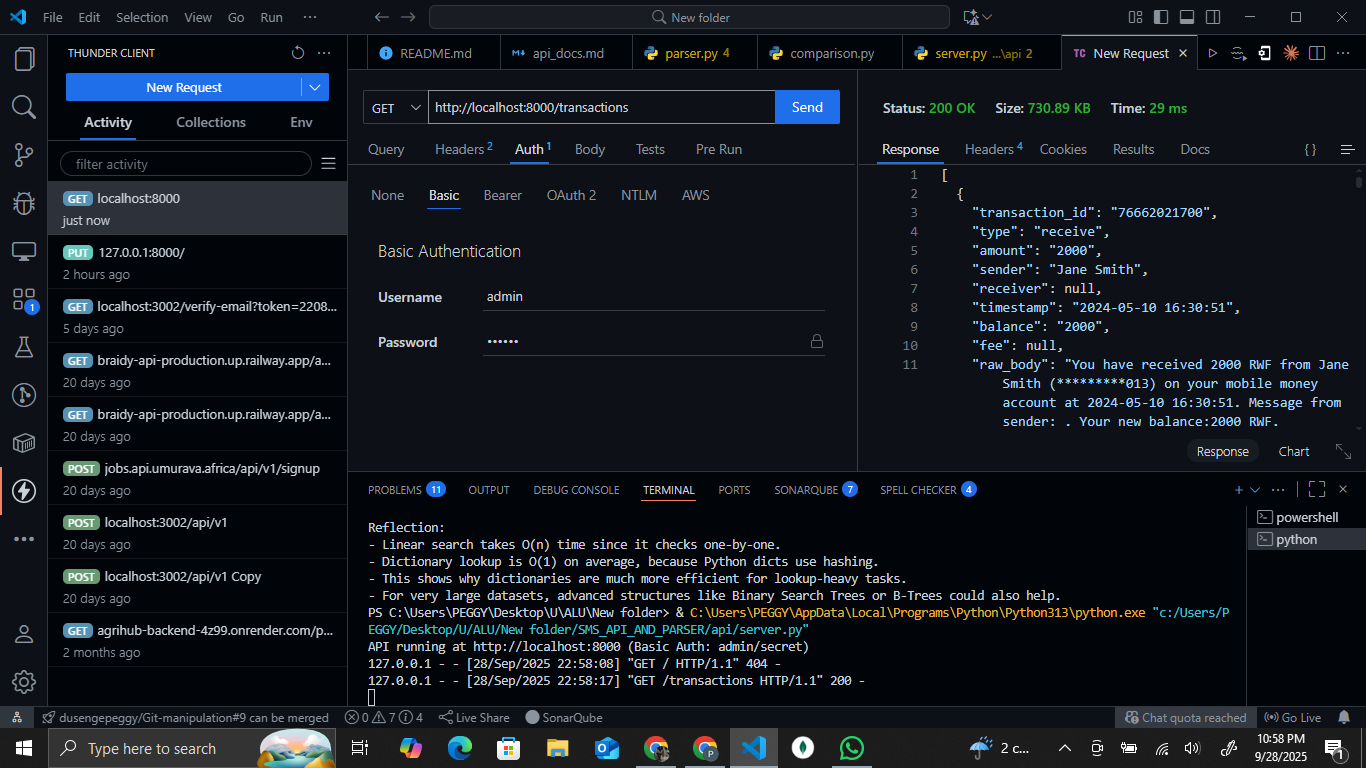 File Edit Selection View Go Run ··· New folder
THUNDER CLIENT
New Request
Activity Collections Env
filter activity
GET localhost:8000
just now
PUT 127.0.0.1:8000/
2 hours ago
GET localhost:3002/verify-email?token=2208...
5 days ago
GET braidy-api-production.up.railway.app/a...
20 days ago
GET braidy-api-production.up.railway.app/a...
20 days ago
POST jobs.api.umurava.africa/api/v1/signup
20 days ago
POST localhost:3002/api/v1
20 days ago
POST localhost:3002/api/v1 Copy
20 days ago
GET agrihub-backend-4z99.onrender.com/p...
2 months ago
1
README.md api_docs.md parser.py 4 comparison.py server.py ...\api 2 TC New Request
GET http://localhost:8000/transactions Send
Query Headers 2 Auth 1 Body Tests Pre Run
None Basic Bearer OAuth 2 NTLM AWS
Basic Authentication
Username admin
Password ••••••
Status: 200 OK Size: 730.89 KB Time: 29 ms
Response Headers 4 Cookies Results Docs {}
1 [
2 {
3 "transaction_id": "76662021700",
4 "type": "receive",
5 "amount": "2000",
6 "sender": "Jane Smith",
7 "receiver": null,
8 "timestamp": "2024-05-10 16:30:51",
9 "balance": "2000",
10 "fee": null,
11 "raw_body": "You have received 2000 RWF from Jane
Smith (*********013) on your mobile money
account at 2024-05-10 16:30:51. Message from
sender: . Your new balance:2000 RWF.
Response Chart
PROBLEMS 11 OUTPUT DEBUG CONSOLE TERMINAL PORTS SONARQUBE 7 SPELL CHECKER 4
Reflection:
- Linear search takes O(n) time since it checks one-by-one.
- Dictionary lookup is O(1) on average, because Python dicts use hashing.
- This shows why dictionaries are much more efficient for lookup-heavy tasks.
- For very large datasets, advanced structures like Binary Search Trees or B-Trees could also help.
PS C:\Users\PEGGY\Desktop\U\ALU\New folder> & C:\Users\PEGGY\AppData\Local\Programs\Python\Python313\python.exe "c:/Users/P
EGGY/Desktop/U/ALU/New folder/SMS_API_AND_PARSER/api/server.py"
API running at http://localhost:8000 (Basic Auth: admin/secret)
127.0.0.1 - - [28/Sep/2025 22:58:08] "GET / HTTP/1.1" 404 -
127.0.0.1 - - [28/Sep/2025 22:58:17] "GET /transactions HTTP/1.1" 200 -
powershell
python
dusengepeggy/Git-manipulation#9 can be merged 0 7 4 Live Share SonarQube Chat quota reached Go Live
Type here to search 2 c... 10:58 PM
9/28/2025 1